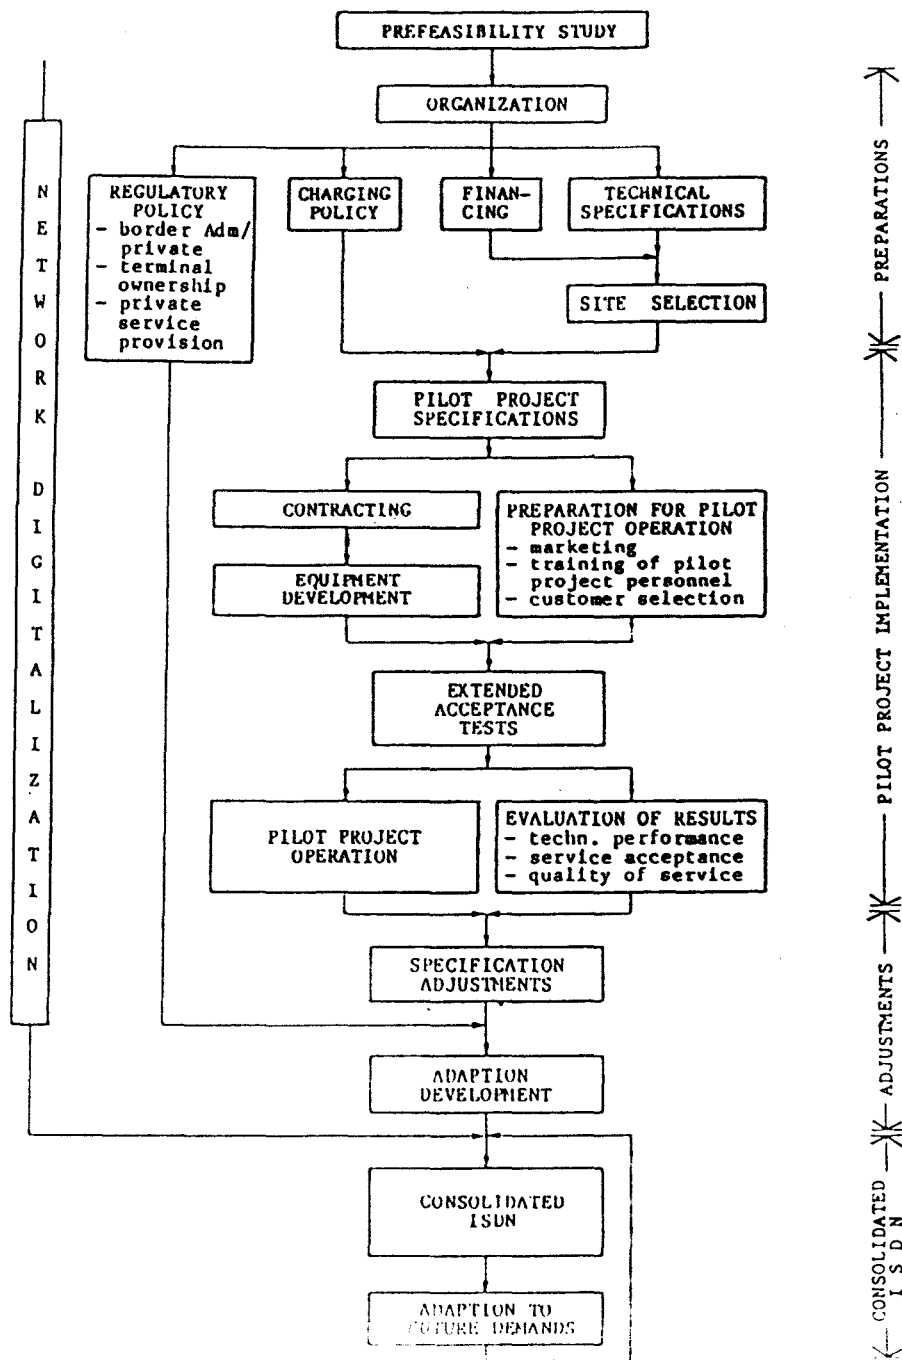 PREFEASIBILITY STUDY
ORGANIZATION
REGULATORY
POLICY
- border Adm/
private
- terminal
ownership
- private
service
provision
CHARGING
POLICY
FINAN-
CING
TECHNICAL
SPECIFICATIONS
SITE SELECTION
PILOT PROJECT
SPECIFICATIONS
CONTRACTING
EQUIPMENT
DEVELOPMENT
PREPARATION FOR PILOT
PROJECT OPERATION
- marketing
- training of pilot
project personnel
- customer selection
EXTENDED
ACCEPTANCE
TESTS
PILOT PROJECT
OPERATION
EVALUATION OF RESULTS
- techn. performance
- service acceptance
- quality of service
SPECIFICATION
ADJUSTMENTS
ADAPTION
DEVELOPMENT
CONSOLIDATED
ISDN
ADAPTION TO
FUTURE DEMANDS
NETWORK DIGITALIZATION
PREPARATIONS
PILOT PROJECT IMPLEMENTATION
ADJUSTMENTS
CONSOLIDATED
ISDN